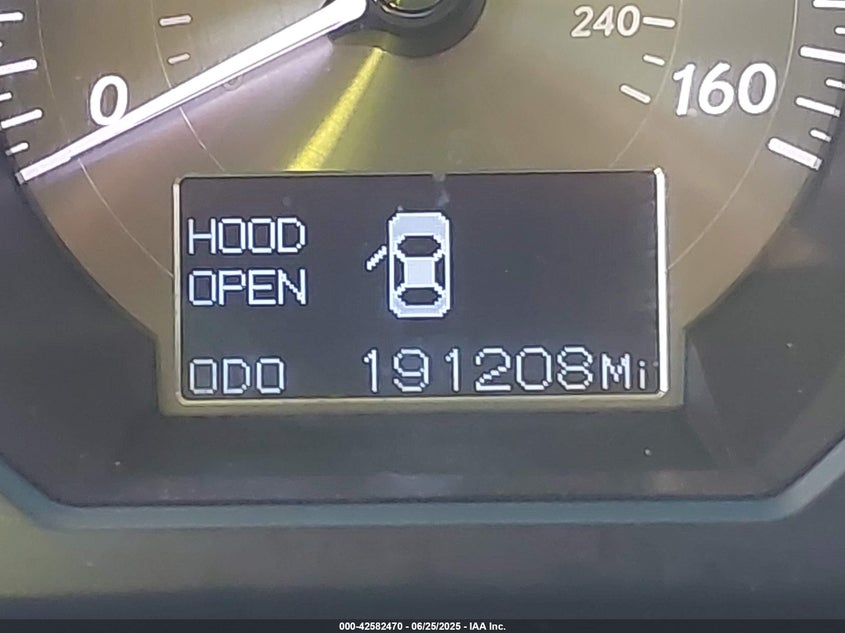 240
0
160
HOOD
OPEN
ODO 191208Mi
000-42582470 - 06/25/2025 - IAA Inc.